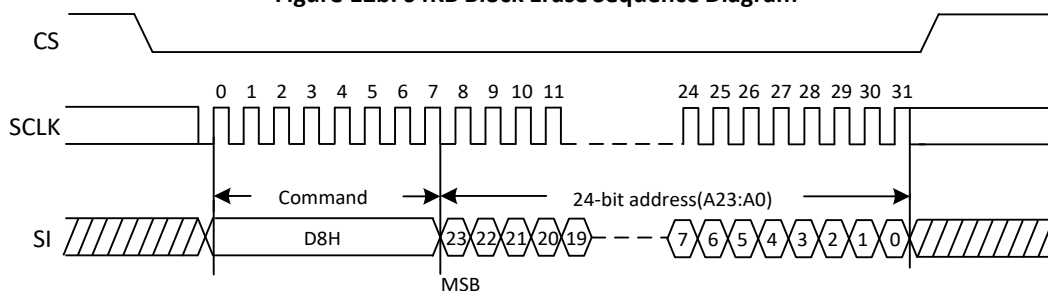 Figure 12b. 64KB Block Erase Sequence Diagram
CS
0 1 2 3 4 5 6 7 8 9 10 11 24 25 26 27 28 29 30 31
SCLK
Command 24-bit address(A23:A0)
SI D8H 23 22 21 20 19 7 6 5 4 3 2 1 0
MSB